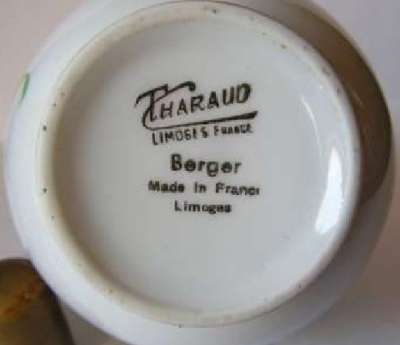 THARAUD
LIMOGES FRANCE
Berger
Made in France
Limoges